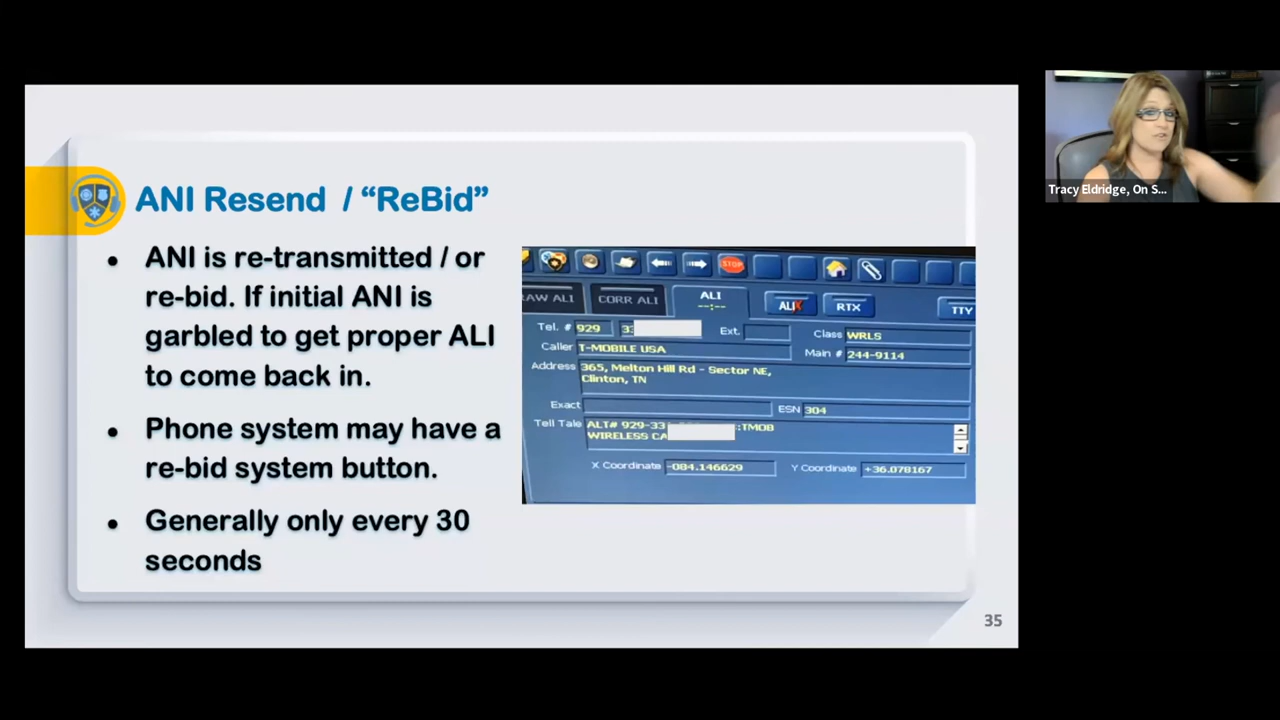 ANI Resend / “ReBid”
• ANI is re-transmitted / or
re-bid. If initial ANI is
garbled to get proper ALI
to come back in.
• Phone system may have a
re-bid system button.
• Generally only every 30
seconds
AW ALI CORR ALI ALI --:-- ALI RTX TTY
Tel. # 929 33 Ext. Class WRLS
Caller T-MOBILE USA Main # 244-9114
Address 365, Melton Hill Rd - Sector NE,
Clinton, TN
Exact ESN 304
Tell Tale ALT# 929-33 :TMOB
WIRELESS CA
X Coordinate -084.146629 Y Coordinate +36.078167
STOP
35
Tracy Eldridge, On S...